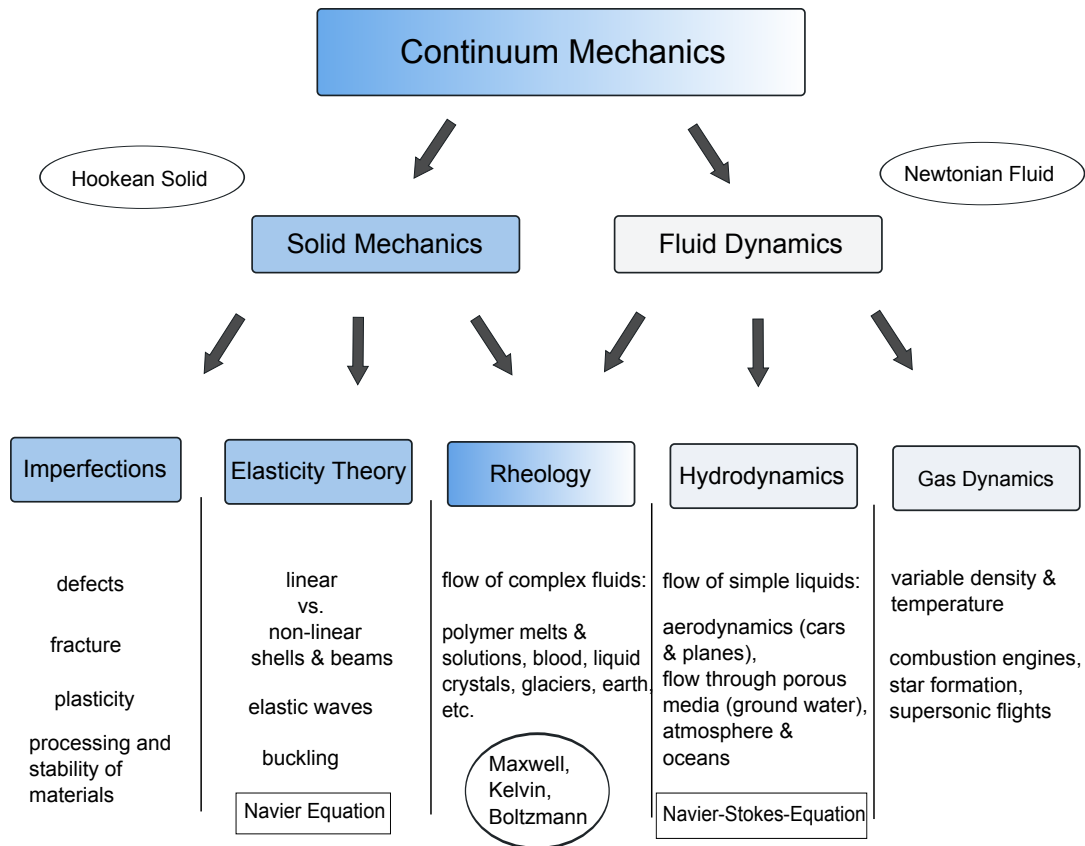 Continuum Mechanics
Hookean Solid
Newtonian Fluid
Solid Mechanics
Fluid Dynamics
Imperfections
Elasticity Theory
Rheology
Hydrodynamics
Gas Dynamics
defects
fracture
plasticity
processing and
stability of
materials
linear
vs.
non-linear
shells & beams
elastic waves
buckling
Navier Equation
flow of complex fluids:
polymer melts &
solutions, blood, liquid
crystals, glaciers, earth,
etc.
Maxwell,
Kelvin,
Boltzmann
flow of simple liquids:
aerodynamics (cars
& planes),
flow through porous
media (ground water),
atmosphere &
oceans
Navier-Stokes-Equation
variable density &
temperature
combustion engines,
star formation,
supersonic flights